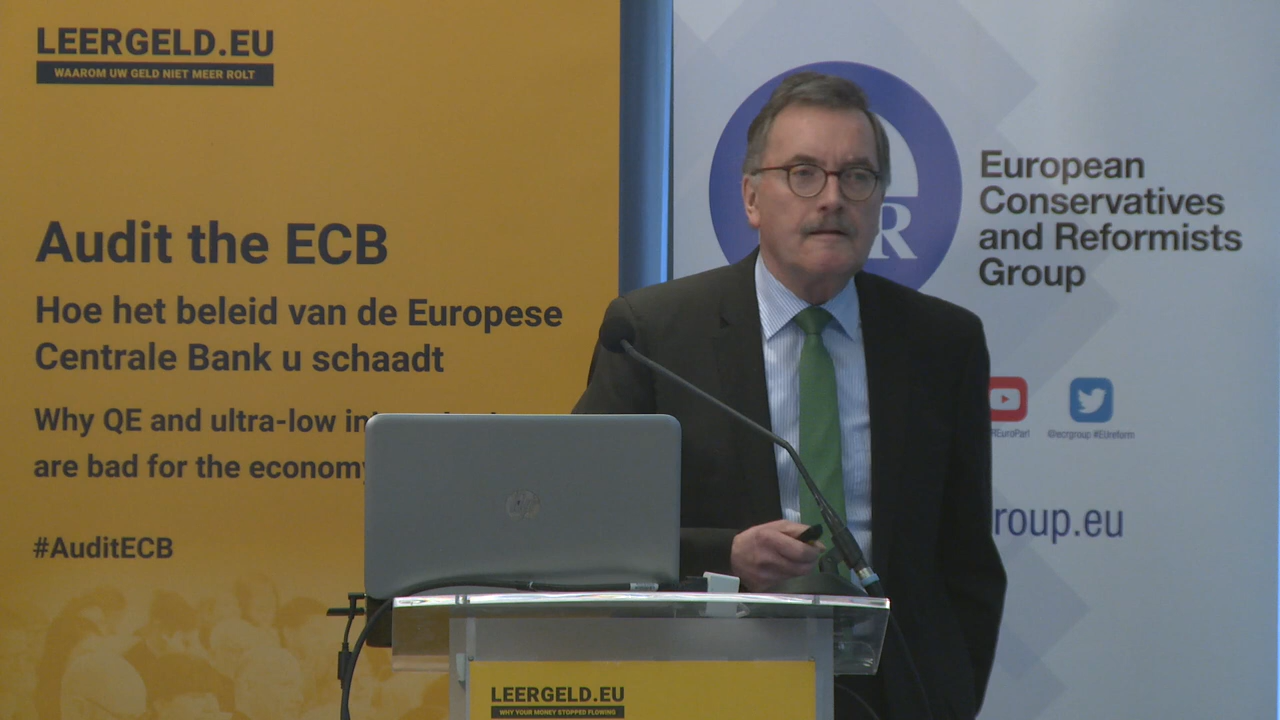 LEERGELD.EU
WAAROM UW GELD NIET MEER ROLT
Audit the ECB
Hoe het beleid van de Europese
Centrale Bank u schaadt
Why QE and ultra-low
are bad for the economy
#AuditECB
R
European
Conservatives
and Reformists
Group
@ecrgroup #EUreform
roup.eu
hp
LEERGELD.EU
WHY YOUR MONEY STOPPED FLOWING